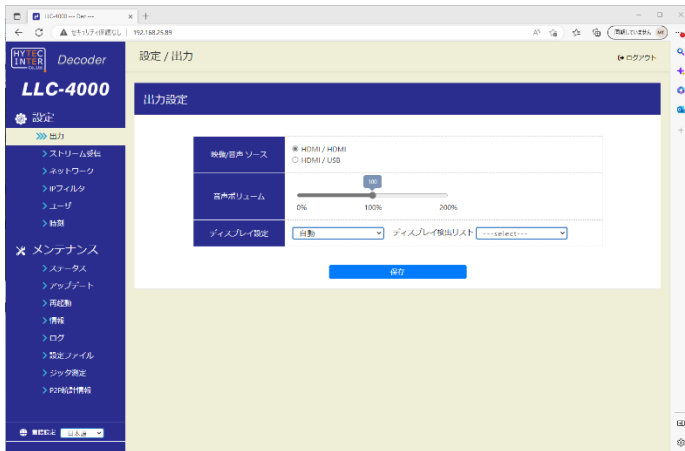 LLC-4000 --- Dec ---
192.168.25.89
HYTEC INTER Decoder
設定 / 出力
ログアウト
LLC-4000
出力設定
設定
出力
ストリーム受信
ネットワーク
IPフィルタ
ユーザ
時刻
映像/音声 ソース
HDMI / HDMI
HDMI / USB
音声ボリューム
100
0% 100% 200%
ディスプレイ設定
自動
ディスプレイ検出リスト
---select---
保存
メンテナンス
ステータス
アップデート
再起動
情報
ログ
設定ファイル
ジッタ測定
P2P統計情報
言語設定 日本語